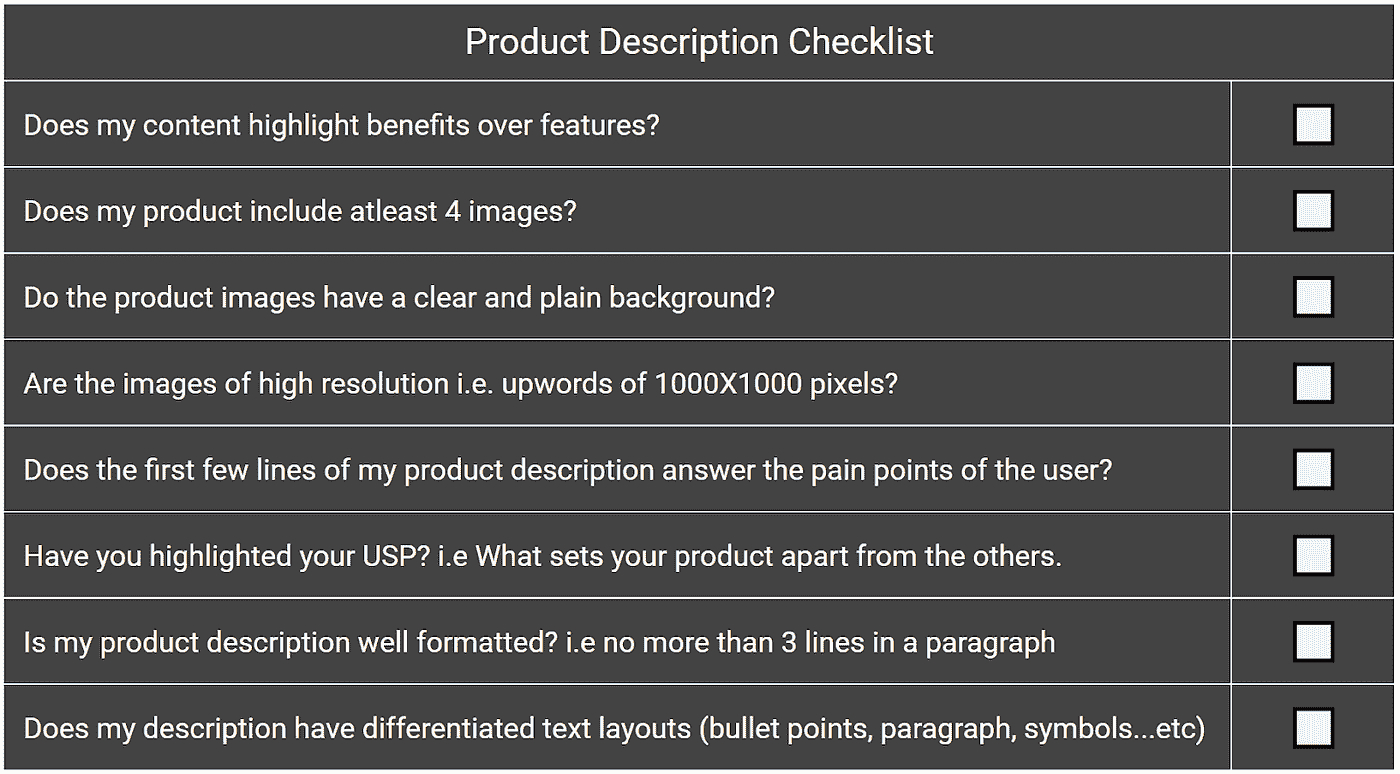 Product Description Checklist
Does my content highlight benefits over features?
Does my product include atleast 4 images?
Do the product images have a clear and plain background?
Are the images of high resolution i.e. upwords of 1000X1000 pixels?
Does the first few lines of my product description answer the pain points of the user?
Have you highlighted your USP? i.e What sets your product apart from the others.
Is my product description well formatted? i.e no more than 3 lines in a paragraph
Does my description have differentiated text layouts (bullet points, paragraph, symbols...etc)